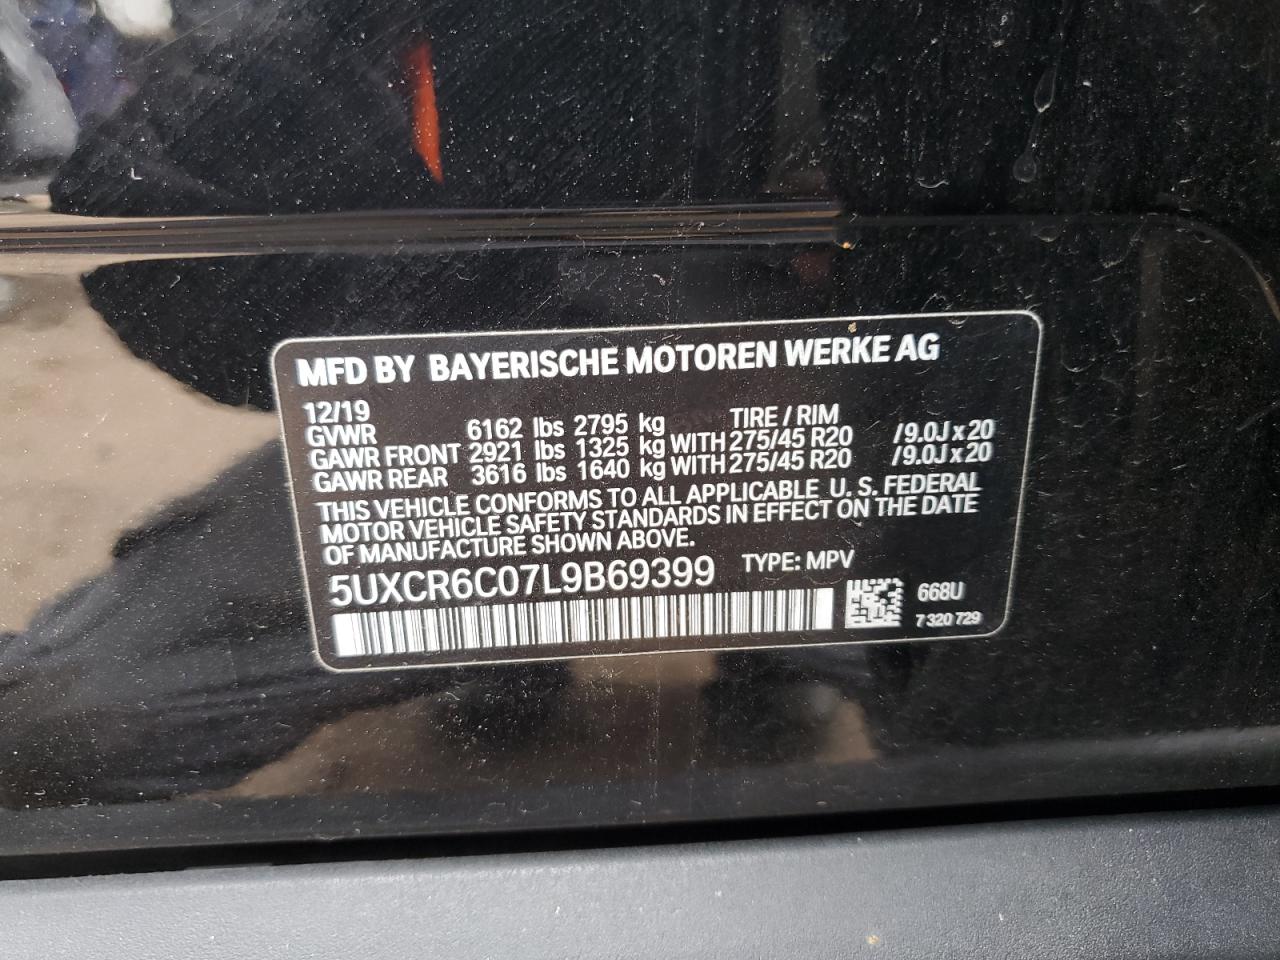 MFD BY BAYERISCHE MOTOREN WERKE AG
12/19 TIRE / RIM
GVWR 6162 lbs 2795 kg
GAWR FRONT 2921 lbs 1325 kg WITH 275/45 R20 /9.0J x 20
GAWR REAR 3616 lbs 1640 kg WITH 275/45 R20 /9.0J x 20
THIS VEHICLE CONFORMS TO ALL APPLICABLE U. S. FEDERAL
MOTOR VEHICLE SAFETY STANDARDS IN EFFECT ON THE DATE
OF MANUFACTURE SHOWN ABOVE.
5UXCR6C07L9B69399 TYPE: MPV
668U
7 320 729